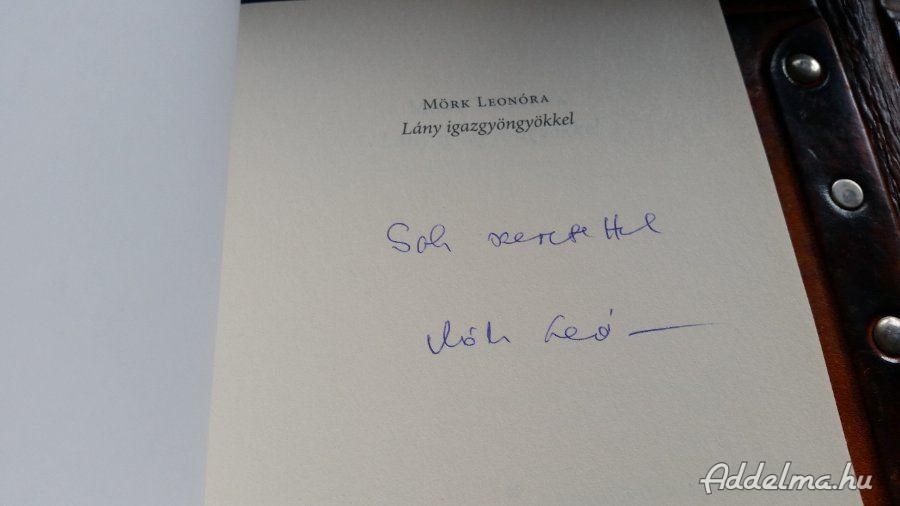 MÖRK LEONÓRA
Lány igazgyöngyökkel
Sok szeretettel
Addelma.hu